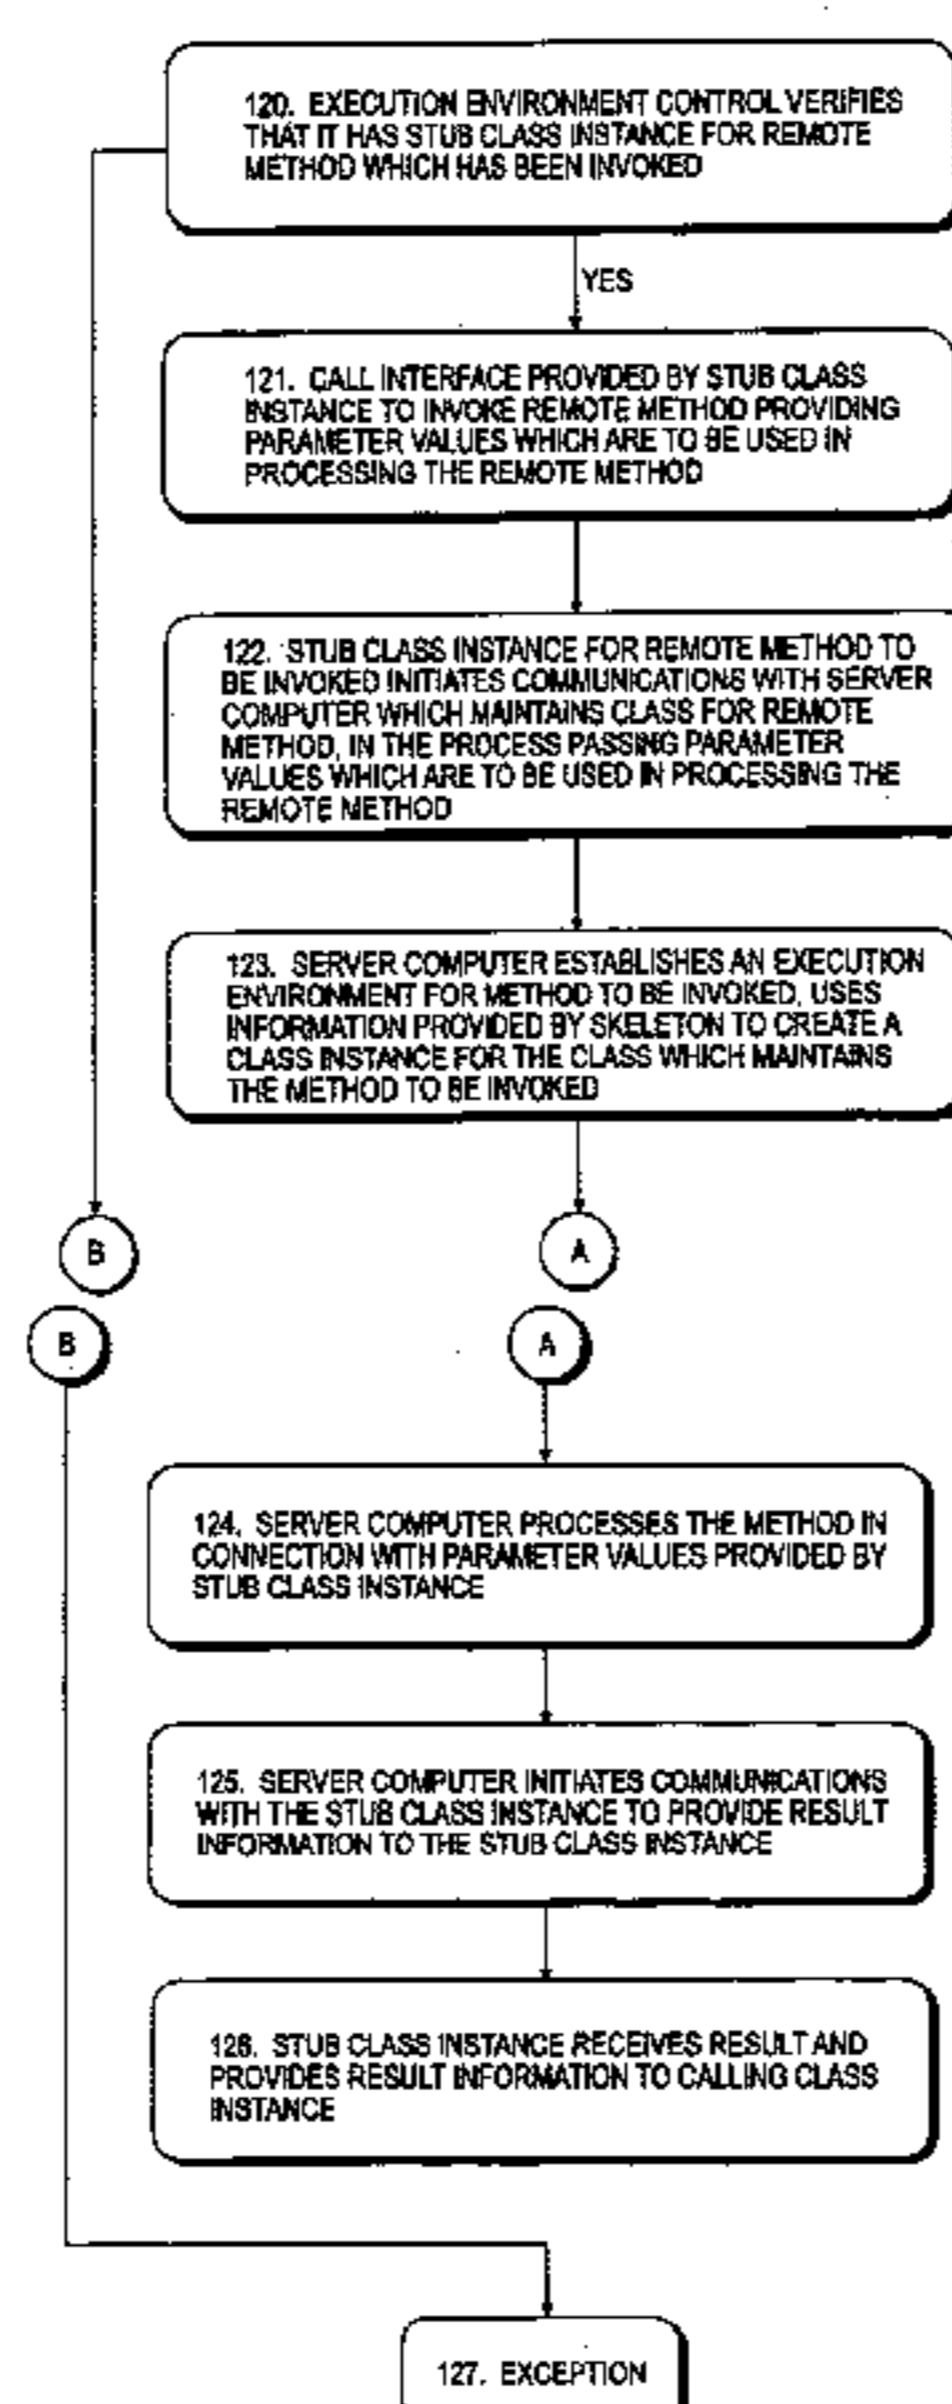 120. EXECUTION ENVIRONMENT CONTROL VERIFIES
THAT IT HAS STUB CLASS INSTANCE FOR REMOTE
METHOD WHICH HAS BEEN INVOKED
YES
121. CALL INTERFACE PROVIDED BY STUB CLASS
INSTANCE TO INVOKE REMOTE METHOD PROVIDING
PARAMETER VALUES WHICH ARE TO BE USED IN
PROCESSING THE REMOTE METHOD
122. STUB CLASS INSTANCE FOR REMOTE METHOD TO
BE INVOKED INITIATES COMMUNICATIONS WITH SERVER
COMPUTER WHICH MAINTAINS CLASS FOR REMOTE
METHOD, IN THE PROCESS PASSING PARAMETER
VALUES WHICH ARE TO BE USED IN PROCESSING THE
REMOTE METHOD
123. SERVER COMPUTER ESTABLISHES AN EXECUTION
ENVIRONMENT FOR METHOD TO BE INVOKED, USES
INFORMATION PROVIDED BY SKELETON TO CREATE A
CLASS INSTANCE FOR THE CLASS WHICH MAINTAINS
THE METHOD TO BE INVOKED
B
A
B
A
124. SERVER COMPUTER PROCESSES THE METHOD IN
CONNECTION WITH PARAMETER VALUES PROVIDED BY
STUB CLASS INSTANCE
125. SERVER COMPUTER INITIATES COMMUNICATIONS
WITH THE STUB CLASS INSTANCE TO PROVIDE RESULT
INFORMATION TO THE STUB CLASS INSTANCE
126. STUB CLASS INSTANCE RECEIVES RESULT AND
PROVIDES RESULT INFORMATION TO CALLING CLASS
INSTANCE
127. EXCEPTION